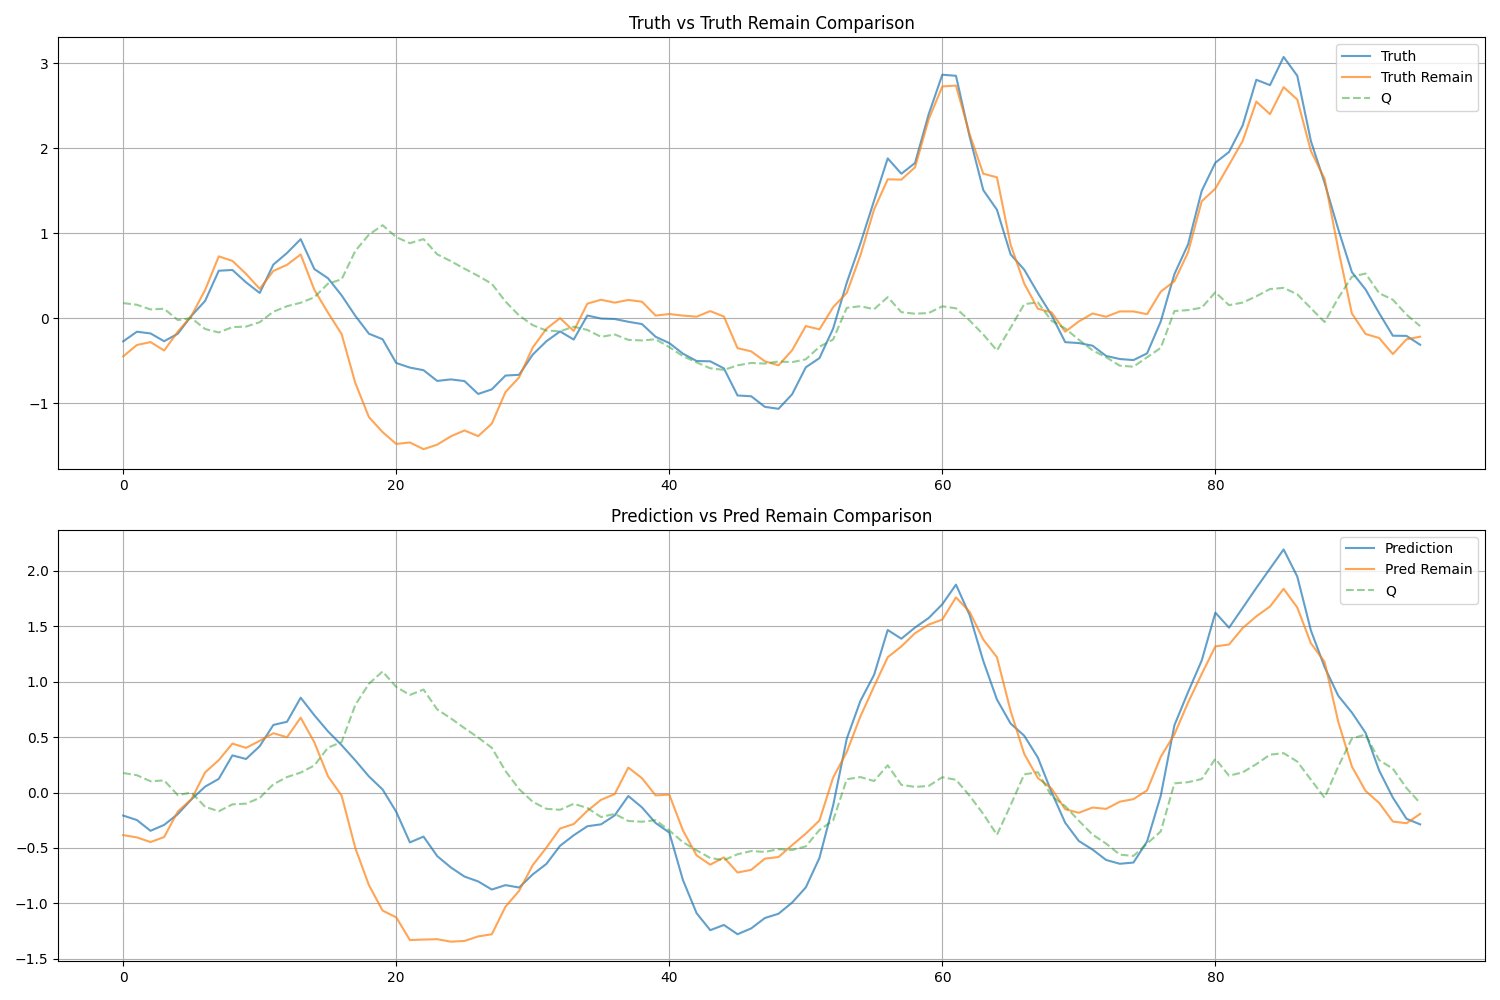 Truth vs Truth Remain Comparison
Truth
Truth Remain
Q
3
2
1
0
−1
0 20 40 60 80
Prediction vs Pred Remain Comparison
Prediction
Pred Remain
Q
2.0
1.5
1.0
0.5
0.0
−0.5
−1.0
−1.5
0 20 40 60 80